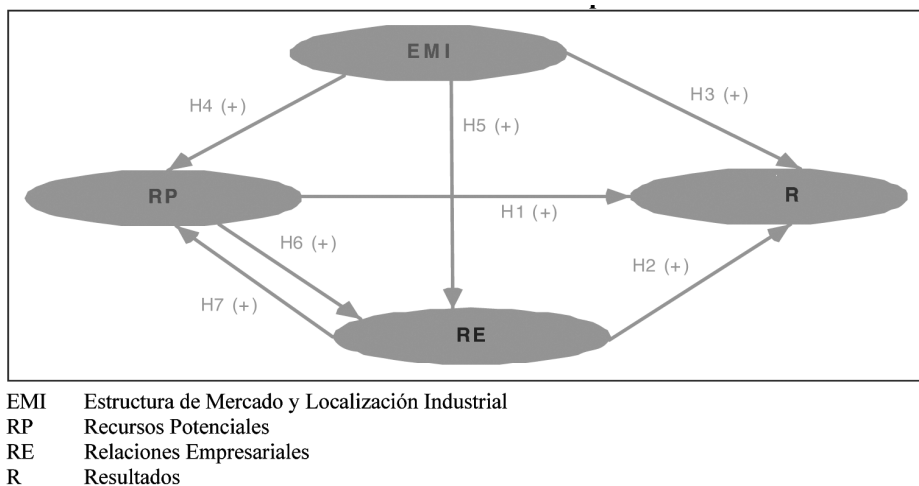 EMI
H4 (+)
H5 (+)
H3 (+)
RP
R
H1 (+)
H6 (+)
H2 (+)
H7 (+)
RE
EMI Estructura de Mercado y Localización Industrial
RP Recursos Potenciales
RE Relaciones Empresariales
R Resultados